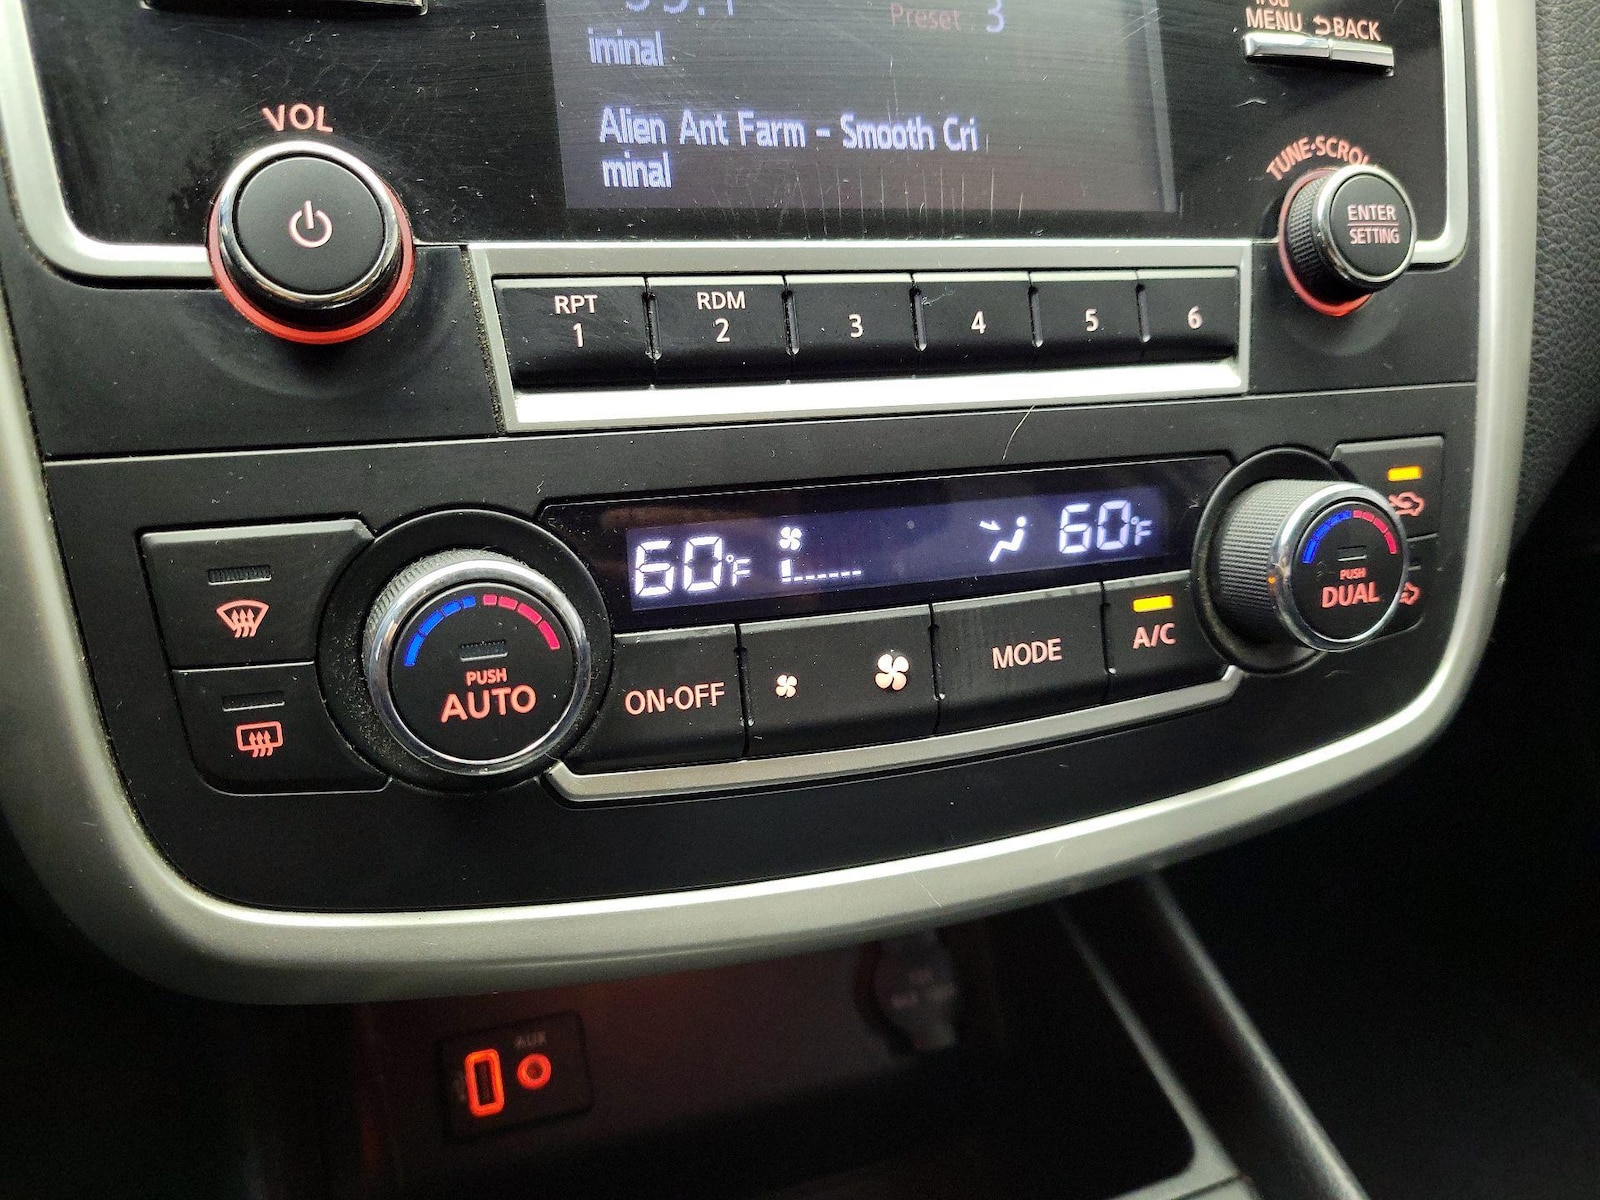 Preset : 3
iminal
Alien Ant Farm - Smooth Cri
minal
MENU
BACK
VOL
TUNE·SCROLL
ENTER
SETTING
RPT
1
RDM
2
3
4
5
6
60°F
60°F
PUSH
AUTO
ON·OFF
MODE
A/C
PUSH
DUAL
AUX